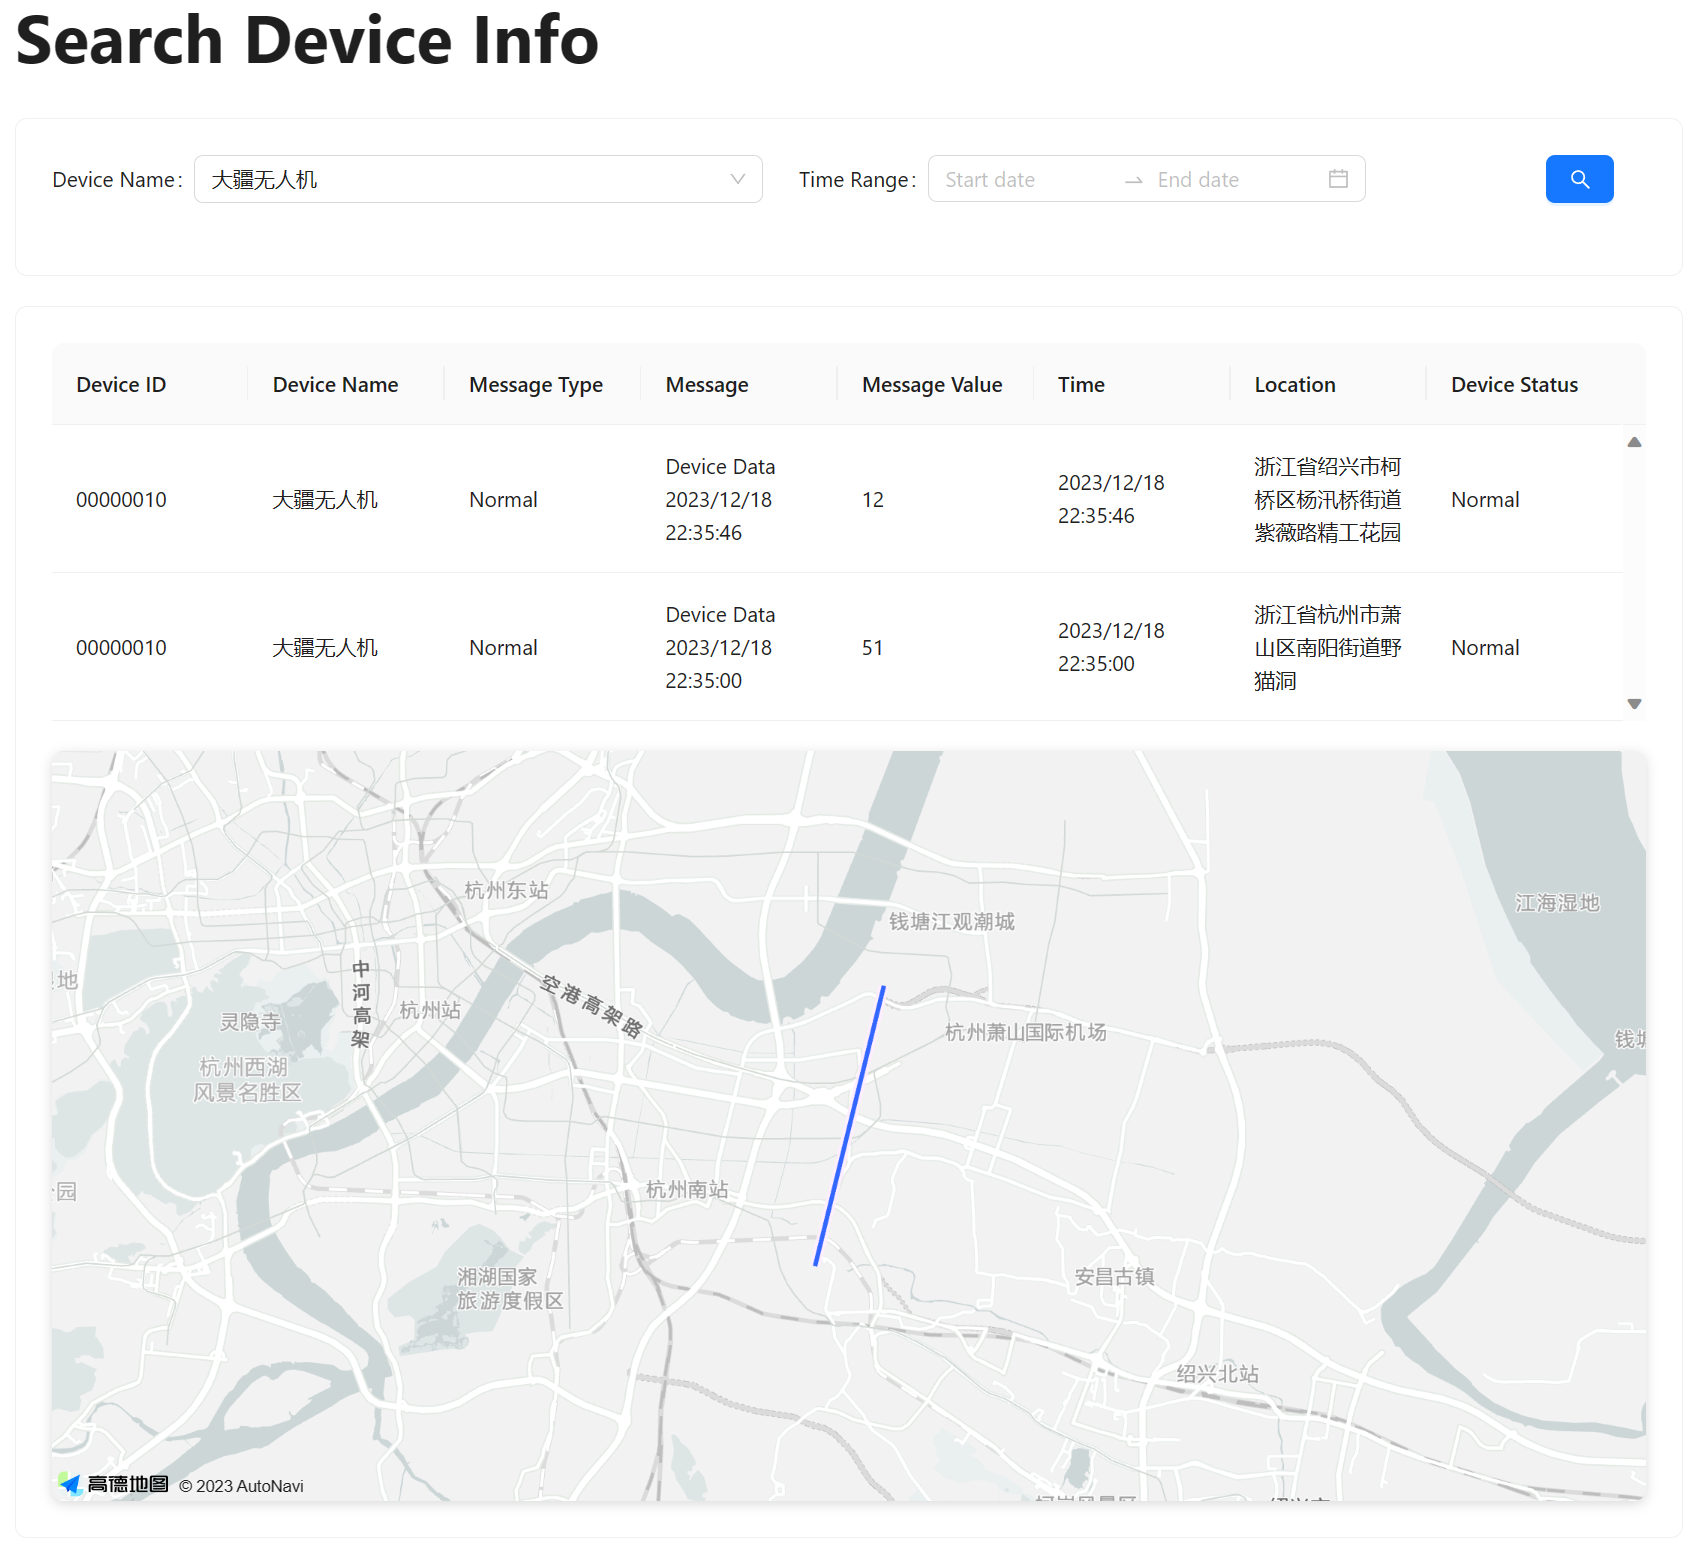 Search Device Info
Device Name:
大疆无人机
Time Range:
Start date
End date
Device ID
Device Name
Message Type
Message
Message Value
Time
Location
Device Status
00000010
大疆无人机
Normal
Device Data
2023/12/18
22:35:46
12
2023/12/18
22:35:46
浙江省绍兴市柯
桥区杨汛桥街道
紫薇路精工花园
Normal
00000010
大疆无人机
Normal
Device Data
2023/12/18
22:35:00
51
2023/12/18
22:35:00
浙江省杭州市萧
山区南阳街道野
猫洞
Normal
杭州东站
江海湿地
钱塘江观潮城
中河高架
地
空港高架路
杭州站
灵隐寺
杭州萧山国际机场
钱塘
杭州西湖
风景名胜区
园
杭州南站
湘湖国家
旅游度假区
安昌古镇
绍兴北站
高德地图 © 2023 AutoNavi